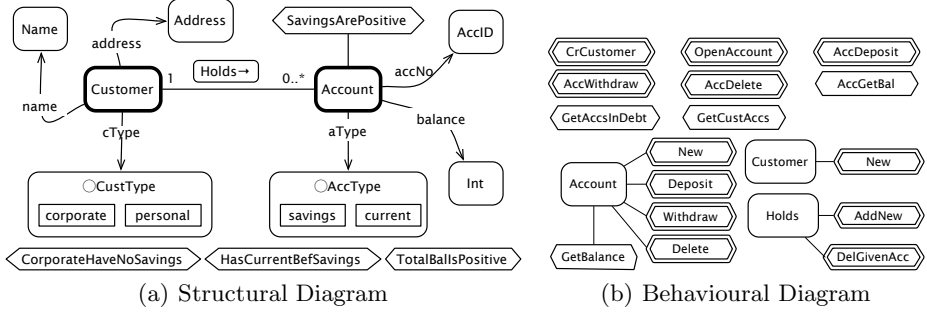 Name
Address
SavingsArePositive
AccID
address
Holds→
accNo
Customer
1
0..*
Account
name
balance
cType
aType
CustType
corporate
personal
AccType
savings
current
Int
CorporateHaveNoSavings
HasCurrentBefSavings
TotalBalIsPositive
(a) Structural Diagram
CrCustomer
OpenAccount
AccDeposit
AccWithdraw
AccDelete
AccGetBal
GetAccsInDebt
GetCustAccs
Account
New
Deposit
Withdraw
Delete
GetBalance
Customer
New
Holds
AddNew
DelGivenAcc
(b) Behavioural Diagram